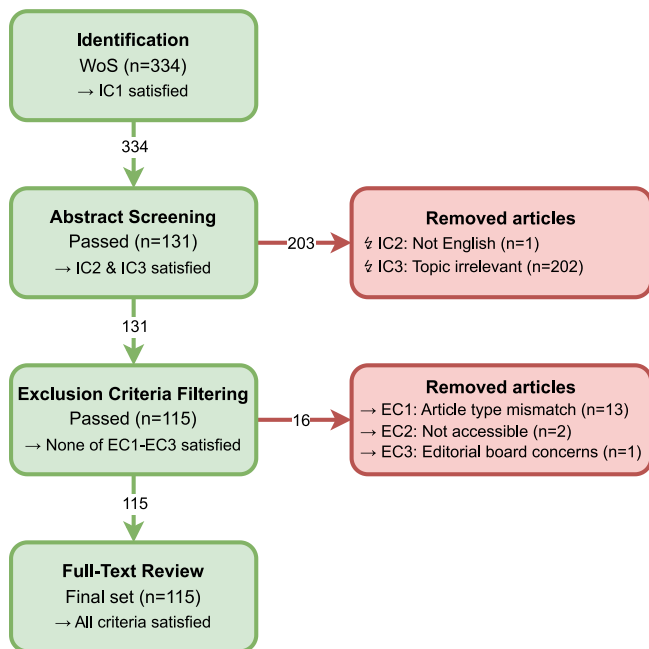 Identification
WoS (n=334)
→ IC1 satisfied
334
Abstract Screening
Passed (n=131)
→ IC2 & IC3 satisfied
203
Removed articles
↯ IC2: Not English (n=1)
↯ IC3: Topic irrelevant (n=202)
131
Exclusion Criteria Filtering
Passed (n=115)
→ None of EC1-EC3 satisfied
16
Removed articles
→ EC1: Article type mismatch (n=13)
→ EC2: Not accessible (n=2)
→ EC3: Editorial board concerns (n=1)
115
Full-Text Review
Final set (n=115)
→ All criteria satisfied